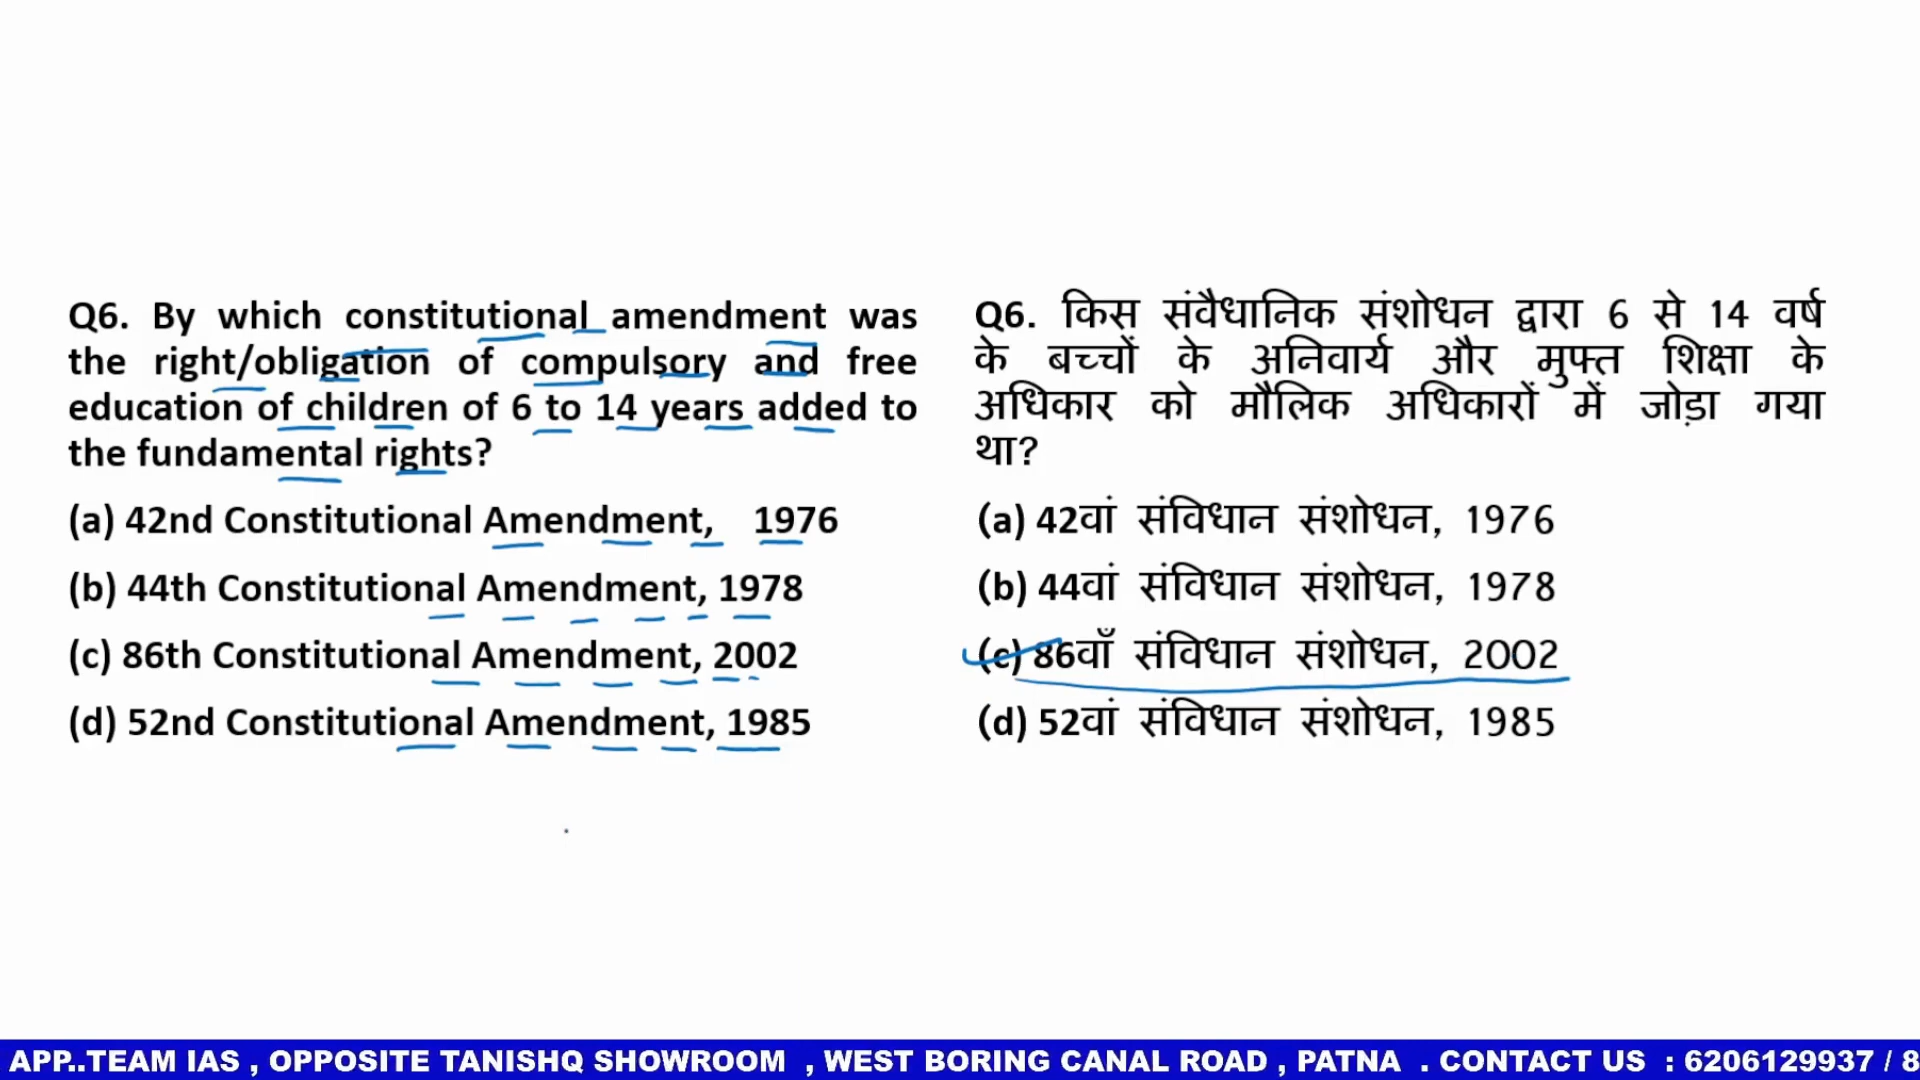 Q6. By which constitutional amendment was
the right/obligation of compulsory and free
education of children of 6 to 14 years added to
the fundamental rights?
(a) 42nd Constitutional Amendment, 1976
(b) 44th Constitutional Amendment, 1978
(c) 86th Constitutional Amendment, 2002
(d) 52nd Constitutional Amendment, 1985
Q6. किस संवैधानिक संशोधन द्वारा 6 से 14 वर्ष
के बच्चों के अनिवार्य और मुफ्त शिक्षा के
अधिकार को मौलिक अधिकारों में जोड़ा गया
था?
(a) 42वां संविधान संशोधन, 1976
(b) 44वां संविधान संशोधन, 1978
(c) 86वाँ संविधान संशोधन, 2002
(d) 52वां संविधान संशोधन, 1985
APP..TEAM IAS , OPPOSITE TANISHQ SHOWROOM , WEST BORING CANAL ROAD , PATNA . CONTACT US : 6206129937 / 8